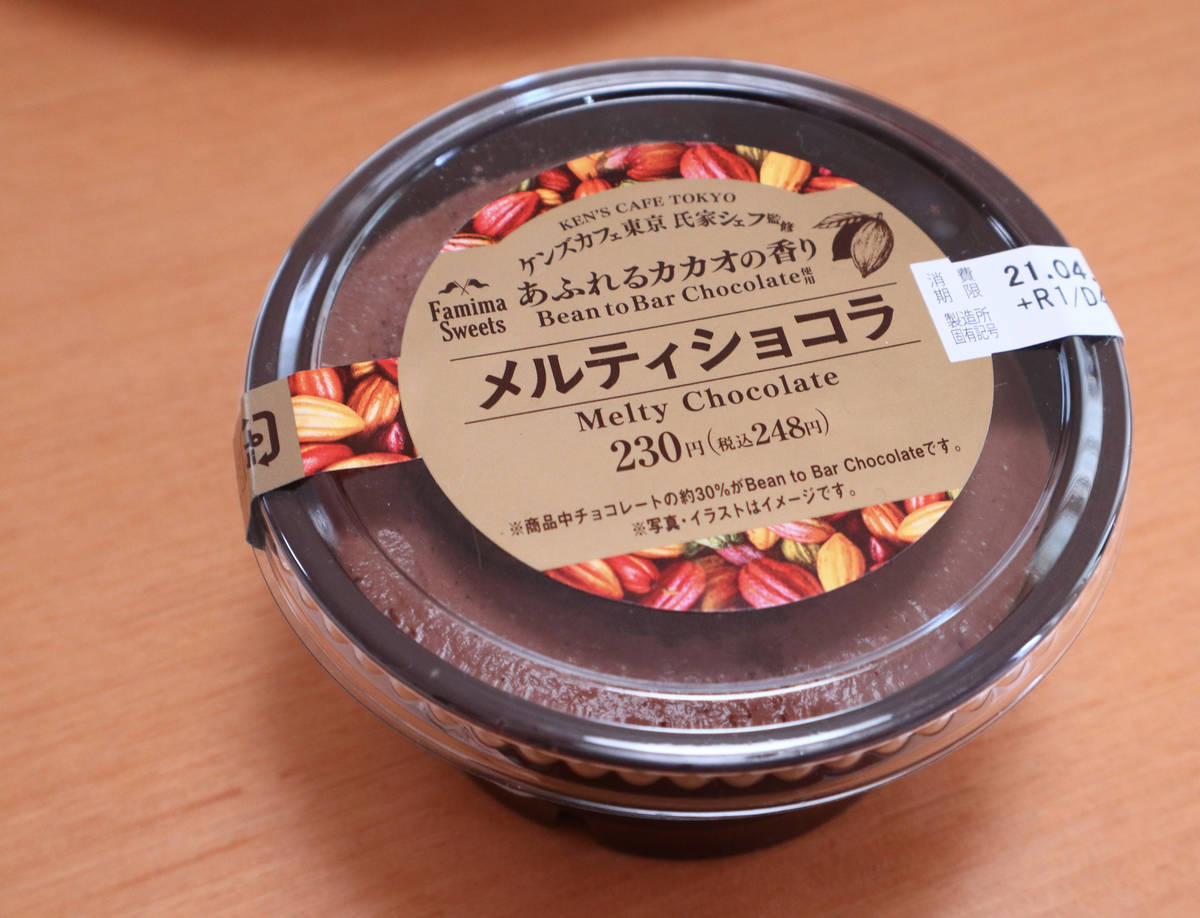 KEN'S CAFE TOKYO
ケンズカフェ東京 氏家シェフ監修
あふれるカカオの香り
Bean to Bar Chocolate使用
Famima
Sweets
メルティショコラ
Melty Chocolate
230円(税込248円)
※商品中チョコレートの約30%がBean to Bar Chocolateです。
※写真・イラストはイメージです。
消費期限 21.04.
製造所固有記号 +R1/D